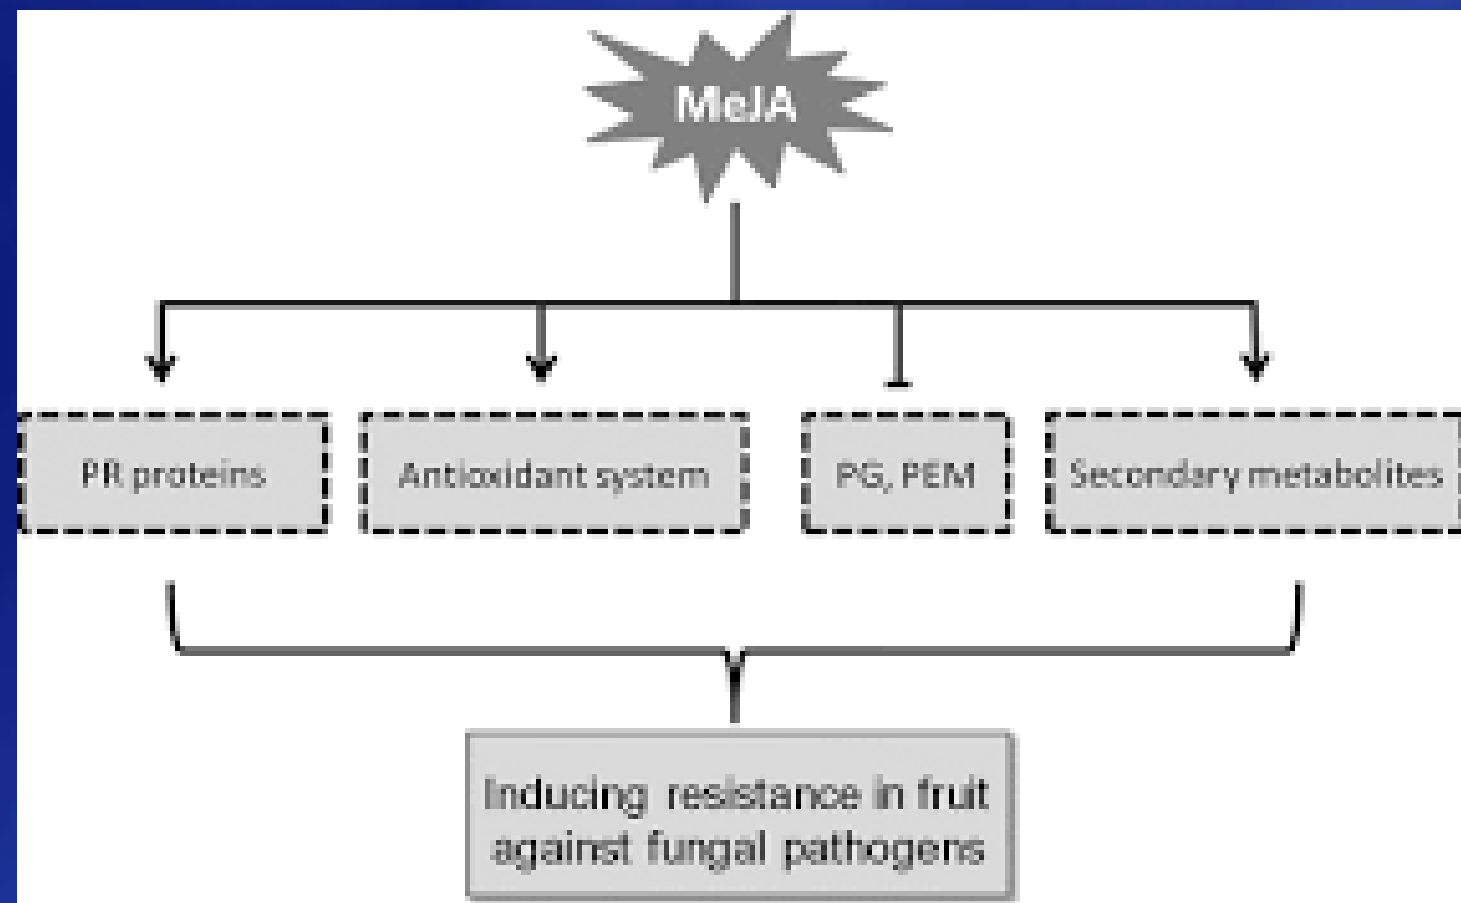 MeJA
PR proteins
Antioxidant system
PG, PEM
Secondary metabolites
Inducing resistance in fruit
against fungal pathogens